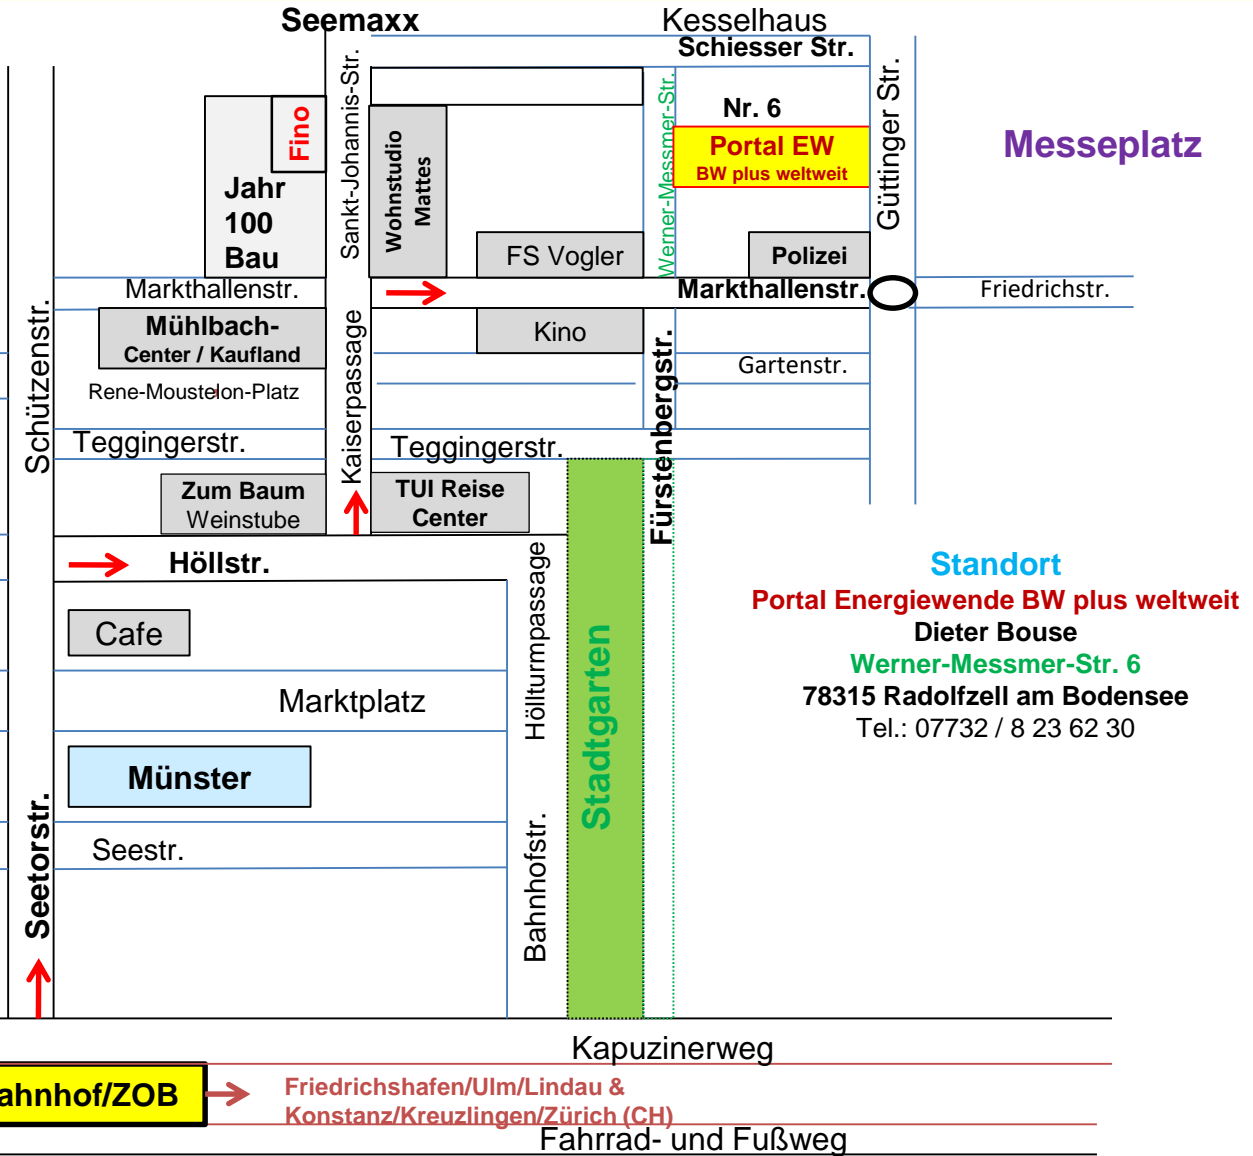 Seemaxx
Kesselhaus
Schiesser Str.
Sankt-Johannis-Str.
Güttinger Str.
Werner-Messmer-Str.
Nr. 6
Fino
Portal EW
BW plus weltweit
Messeplatz
Wohnstudio
Mattes
Jahr
100
Bau
FS Vogler
Polizei
Markthallenstr.
Markthallenstr.
Friedrichstr.
Mühlbach-
Center / Kaufland
Kino
Gartenstr.
Schützenstr.
Kaiserpassage
Fürstenbergstr.
Rene-Moustelon-Platz
Teggingerstr.
Teggingerstr.
Zum Baum
Weinstube
TUI Reise
Center
Höllstr.
Höllturmpassage
Standort
Portal Energiewende BW plus weltweit
Dieter Bouse
Werner-Messmer-Str. 6
78315 Radolfzell am Bodensee
Tel.: 07732 / 8 23 62 30
Cafe
Marktplatz
Stadtgarten
Münster
Seestr.
Seetorstr.
Bahnhofstr.
Kapuzinerweg
ahnhof/ZOB
Friedrichshafen/Ulm/Lindau &
Konstanz/Kreuzlingen/Zürich (CH)
Fahrrad- und Fußweg